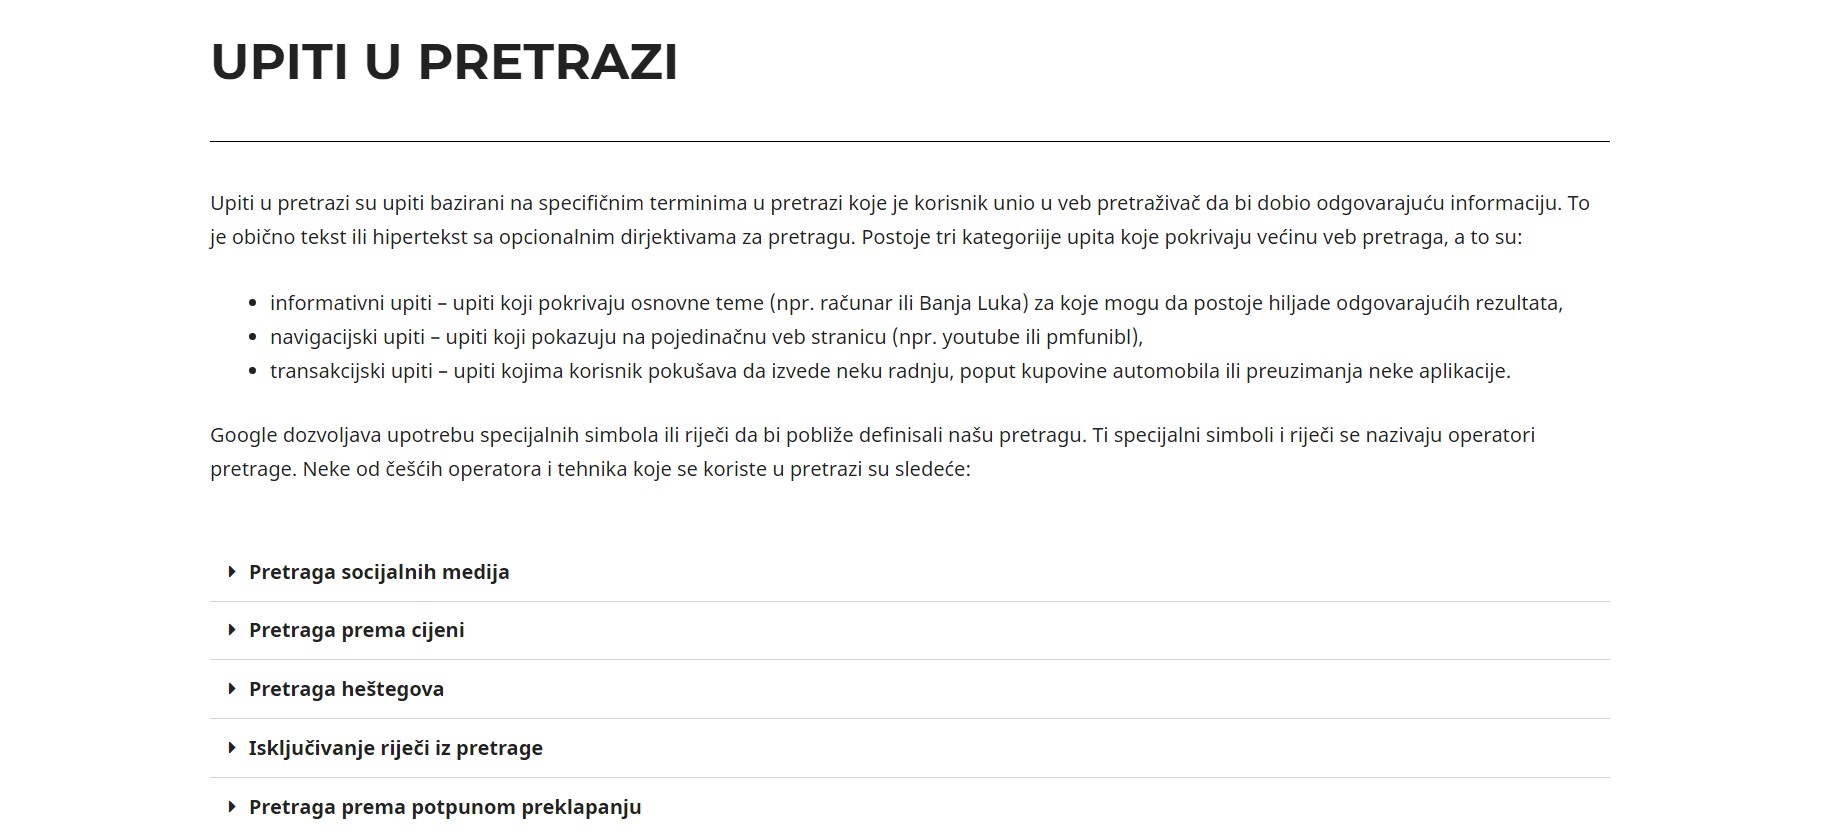 UPITI U PRETRAZI
Upiti u pretrazi su upiti bazirani na specifičnim terminima u pretrazi koje je korisnik unio u veb pretraživač da bi dobio odgovarajuću informaciju. To
je obično tekst ili hipertekst sa opcionalnim dirjektivama za pretragu. Postoje tri kategoriije upita koje pokrivaju većinu veb pretraga, a to su:
• informativni upiti – upiti koji pokrivaju osnovne teme (npr. računar ili Banja Luka) za koje mogu da postoje hiljade odgovarajućih rezultata,
• navigacijski upiti – upiti koji pokazuju na pojedinačnu veb stranicu (npr. youtube ili pmfunibl),
• transakcijski upiti – upiti kojima korisnik pokušava da izvede neku radnju, poput kupovine automobila ili preuzimanja neke aplikacije.
Google dozvoljava upotrebu specijalnih simbola ili riječi da bi pobliže definisali našu pretragu. Ti specijalni simboli i riječi se nazivaju operatori
pretrage. Neke od češćih operatora i tehnika koje se koriste u pretrazi su sledeće:
Pretraga socijalnih medija
Pretraga prema cijeni
Pretraga heštegova
Isključivanje riječi iz pretrage
Pretraga prema potpunom preklapanju